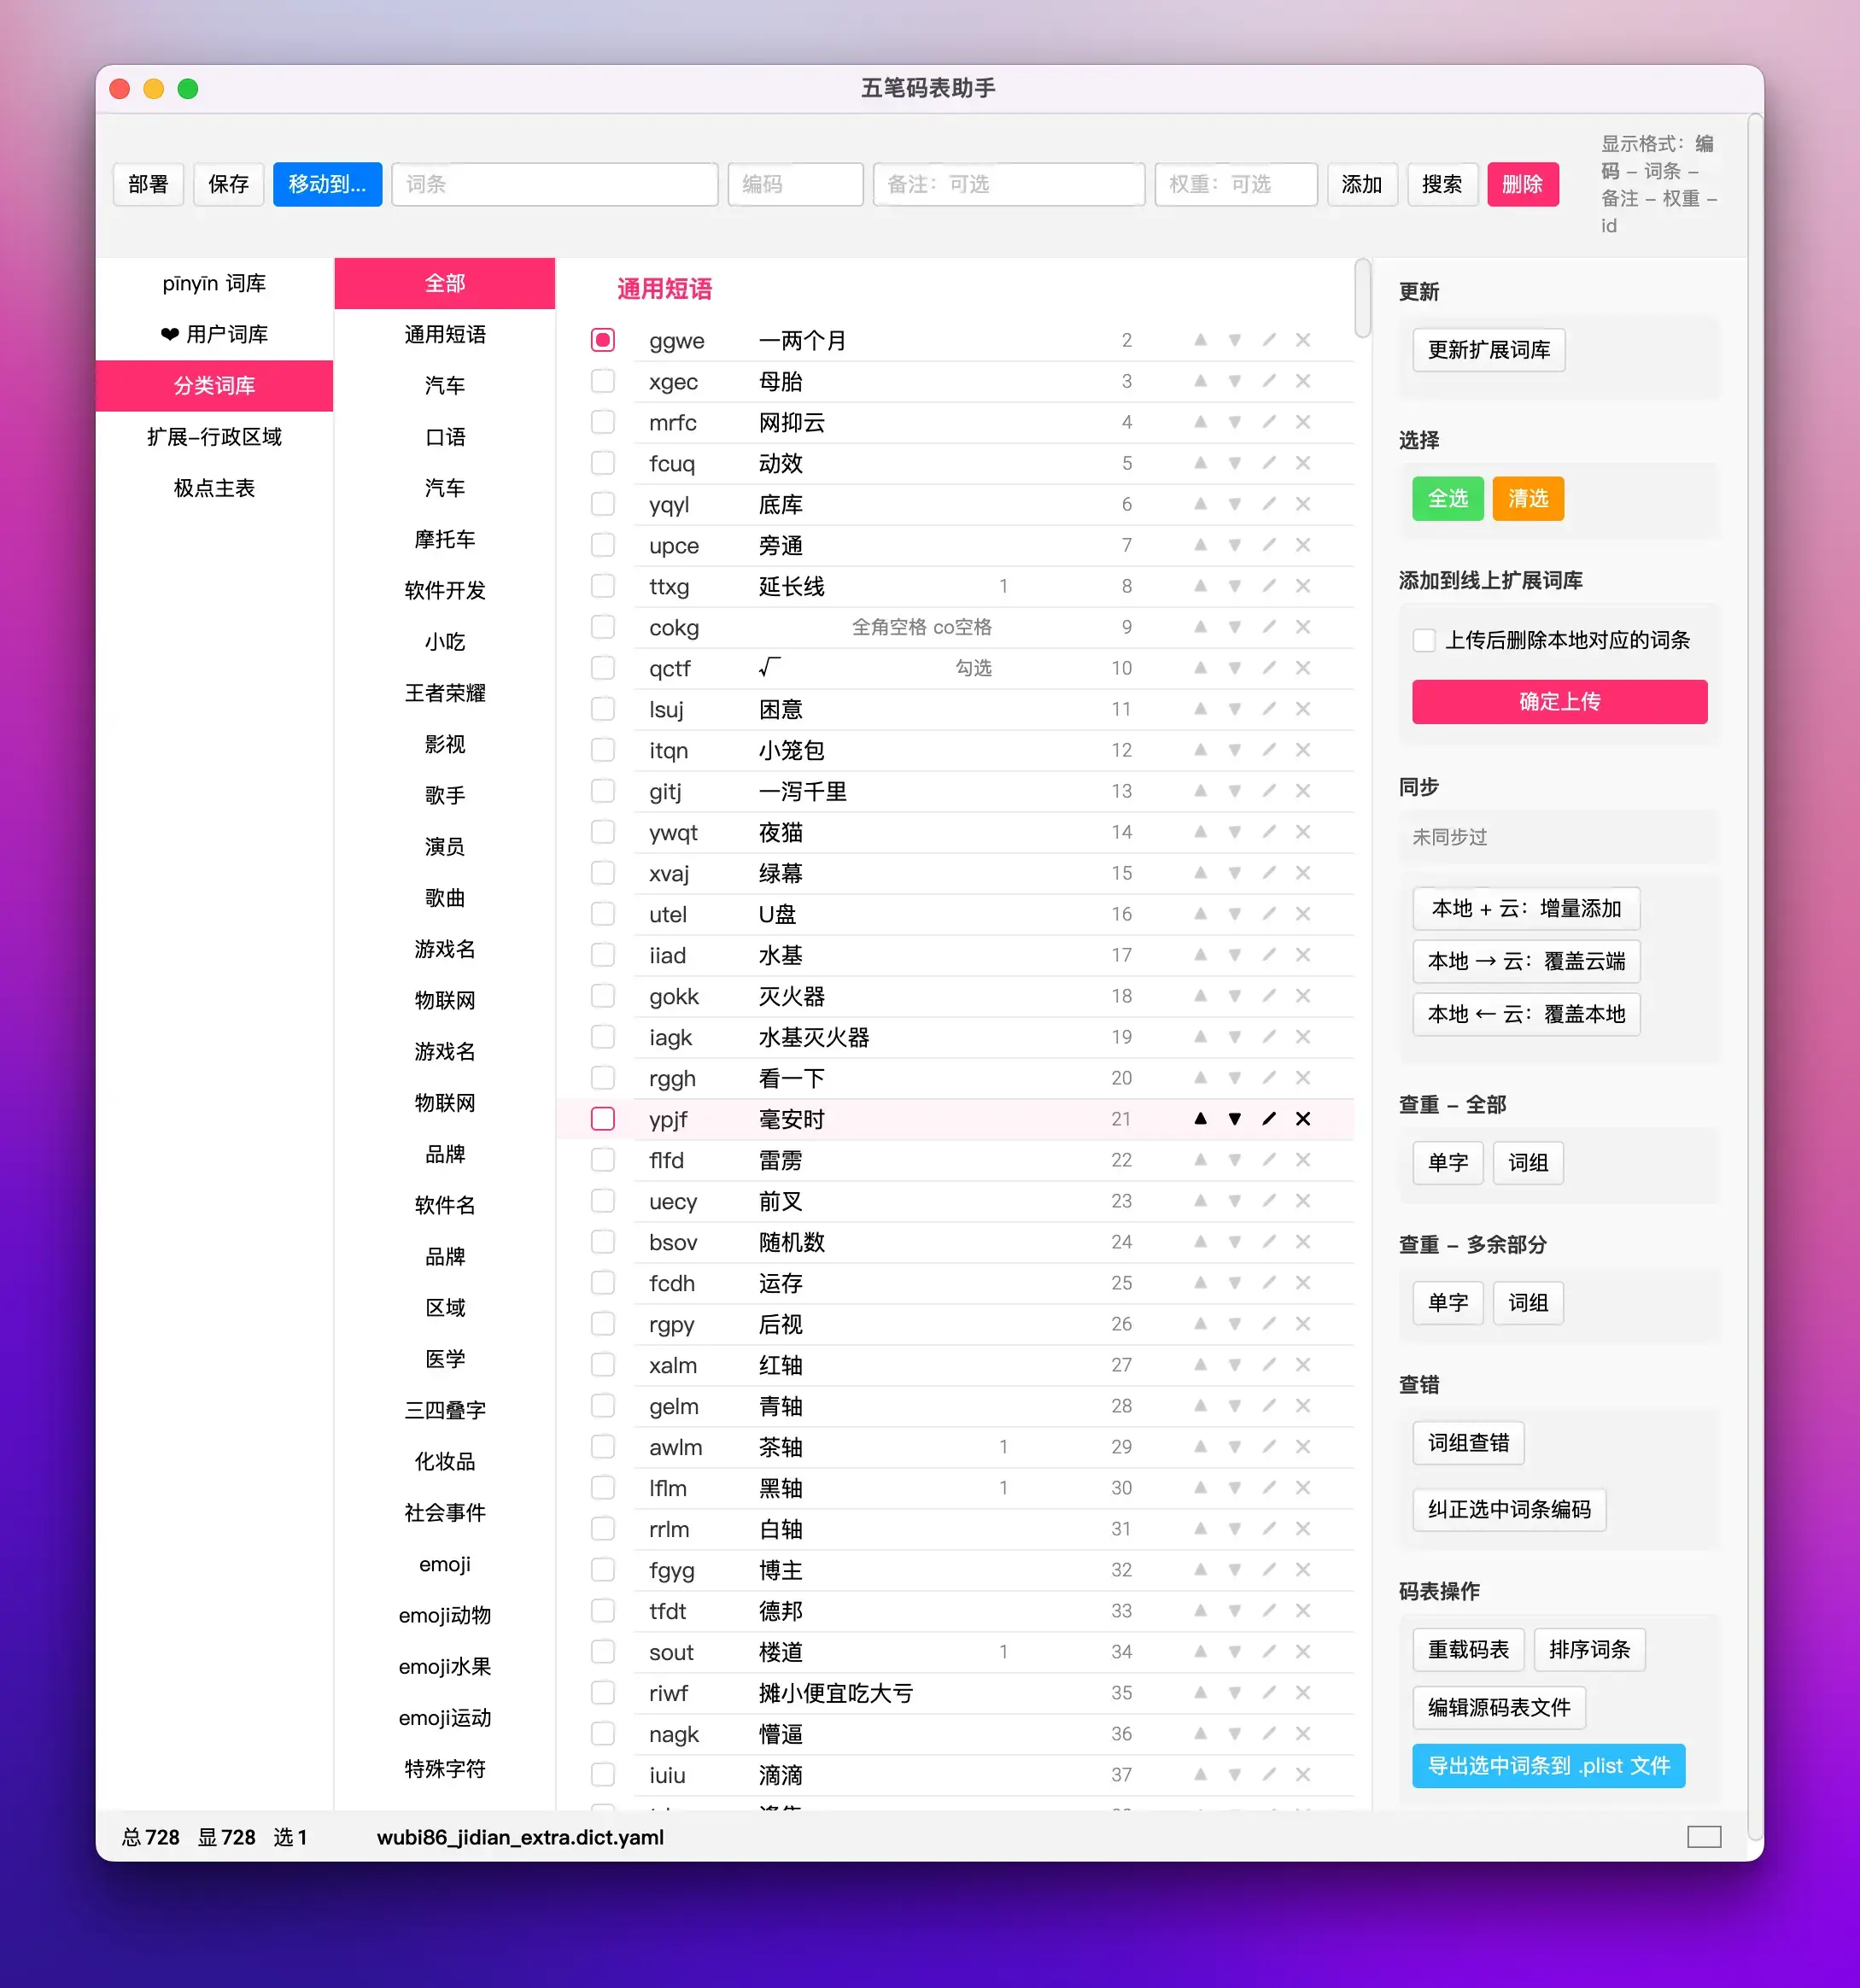 五笔码表助手
部署 保存 移动到... 词条 编码 备注：可选 权重：可选 添加 搜索 删除
显示格式：编
码 – 词条 –
备注 – 权重 –
id
pīnyīn 词库
❤ 用户词库
分类词库
扩展–行政区域
极点主表
全部
通用短语
汽车
口语
汽车
摩托车
软件开发
小吃
王者荣耀
影视
歌手
演员
歌曲
游戏名
物联网
游戏名
物联网
品牌
软件名
品牌
区域
医学
三四叠字
化妆品
社会事件
emoji
emoji动物
emoji水果
emoji运动
特殊字符
通用短语
ggwe 一两个月 2
xgec 母胎 3
mrfc 网抑云 4
fcuq 动效 5
yqyl 底库 6
upce 旁通 7
ttxg 延长线 1 8
cokg 全角空格 co空格 9
qctf √ 勾选 10
lsuj 困意 11
itqn 小笼包 12
gitj 一泻千里 13
ywqt 夜猫 14
xvaj 绿幕 15
utel U盘 16
iiad 水基 17
gokk 灭火器 18
iagk 水基灭火器 19
rggh 看一下 20
ypjf 毫安时 21
flfd 雷雳 22
uecy 前叉 23
bsov 随机数 24
fcdh 运存 25
rgpy 后视 26
xalm 红轴 27
gelm 青轴 28
awlm 茶轴 1 29
lflm 黑轴 1 30
rrlm 白轴 31
fgyg 博主 32
tfdt 德邦 33
sout 楼道 1 34
riwf 摊小便宜吃大亏 35
nagk 懵逼 36
iuiu 滴滴 37
更新
更新扩展词库
选择
全选 清选
添加到线上扩展词库
上传后删除本地对应的词条
确定上传
同步
未同步过
本地 + 云：增量添加
本地 → 云：覆盖云端
本地 ← 云：覆盖本地
查重 – 全部
单字 词组
查重 – 多余部分
单字 词组
查错
词组查错
纠正选中词条编码
码表操作
重载码表 排序词条
编辑源码表文件
导出选中词条到 .plist 文件
总 728 显 728 选 1 wubi86_jidian_extra.dict.yaml